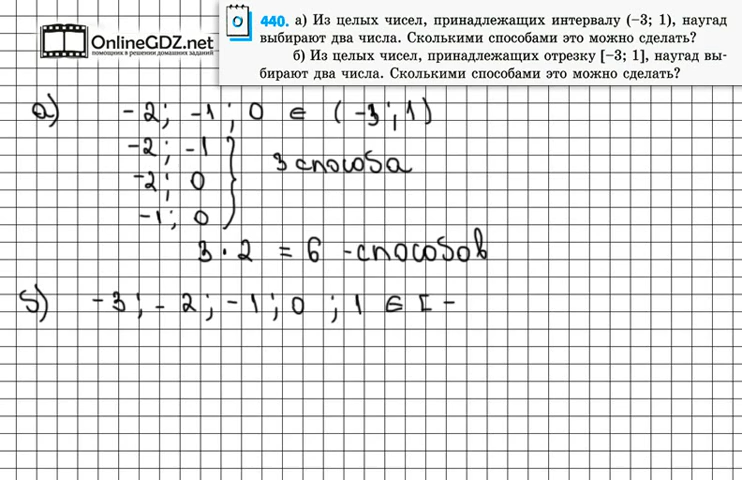 OnlineGDZ.net
помощник в решении домашних заданий
440. а) Из целых чисел, принадлежащих интервалу (−3; 1), наугад
выбирают два числа. Сколькими способами это можно сделать?
б) Из целых чисел, принадлежащих отрезку [−3; 1], наугад вы-
бирают два числа. Сколькими способами это можно сделать?
а) -2; -1; 0 ∈ (-3; 1)
-2; -1
-2; 0 } 3 способа
-1; 0
3 · 2 = 6 - способов
б) -3; -2; -1; 0; 1 ∈ [ -